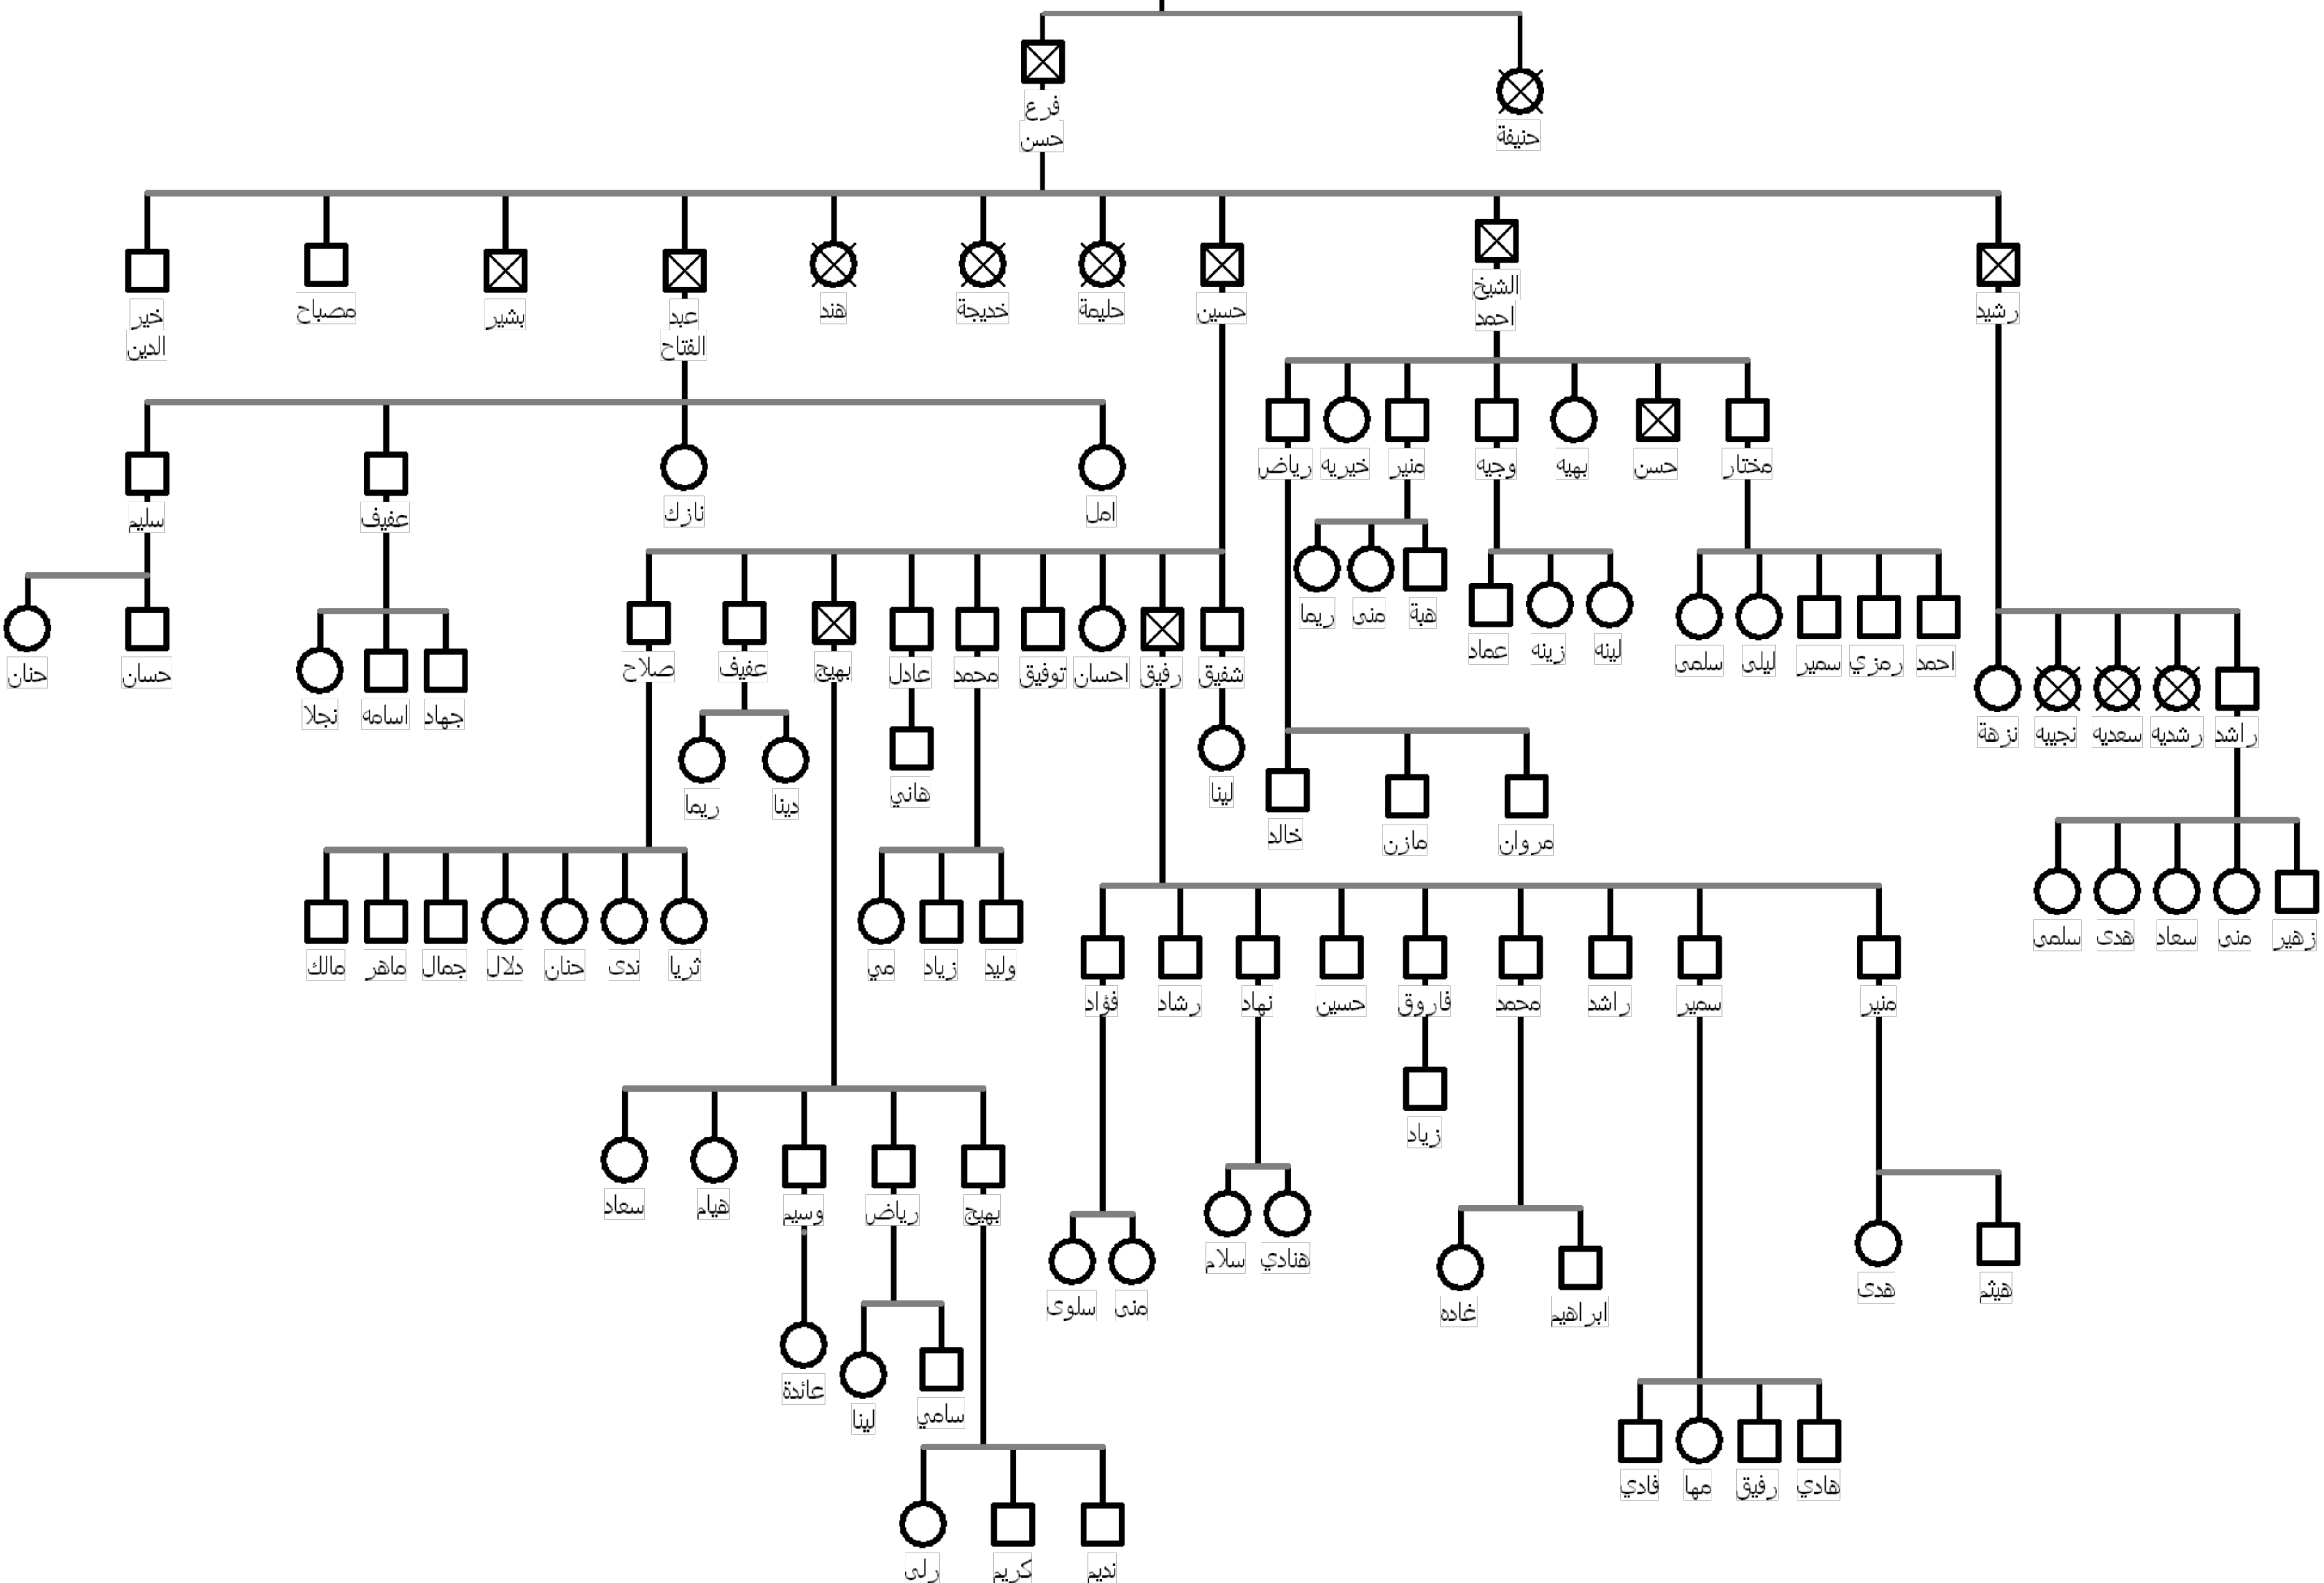 فرع
حسن
حنيفة
رشيد
الشيخ
احمد
حسين
حليمة
خديجة
هند
عبد
الفتاح
بشير
مصباح
خير
الدين
مختار
حسن
بهيه
وجيه
منير
خيريه
رياض
امل
نازك
عفيف
سليم
لينه
زينه
عماد
هبة
منى
ريما
احمد
رمزي
سمير
ليلى
سلمى
راشد
رشديه
سعديه
نجيبه
نزهة
شفيق
رفيق
احسان
توفيق
محمد
عادل
بهيج
عفيف
صلاح
جهاد
اسامه
نجلا
حسان
حنان
مروان
مازن
خالد
لينا
هاني
دينا
ريما
زهير
منى
سعاد
هدى
سلمى
وليد
زياد
مي
ثريا
ندى
حنان
دلال
جمال
ماهر
مالك
منير
سمير
راشد
محمد
فاروق
حسين
نهاد
رشاد
فؤاد
زياد
بهيج
رياض
وسيم
هيام
سعاد
هيثم
هدى
ابراهيم
غاده
هنادي
سلام
منى
سلوى
سامي
لينا
عائدة
هادي
رفيق
مها
فادي
نديم
كريم
رلى